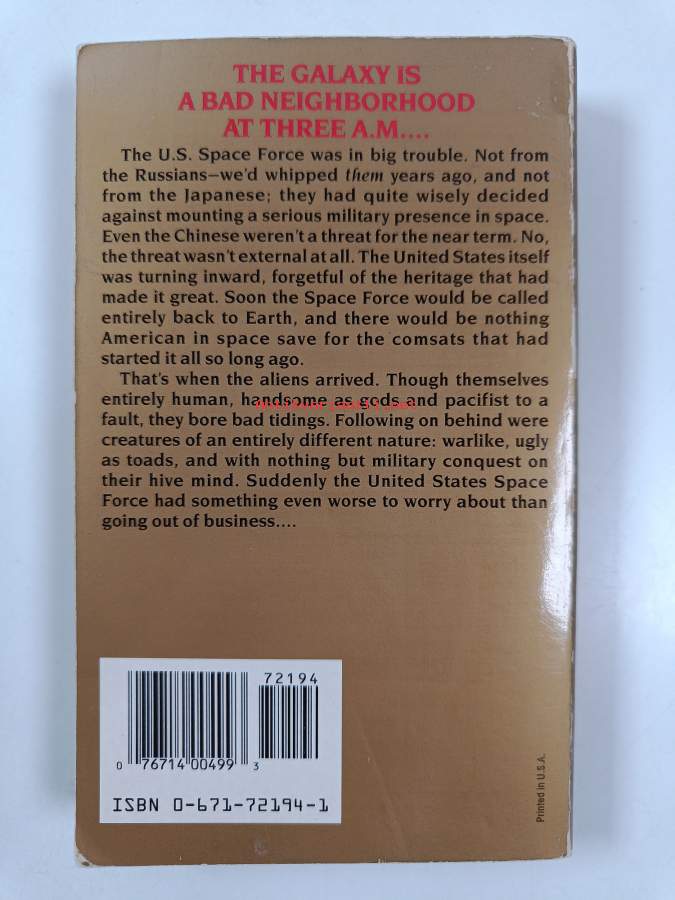 THE GALAXY IS
A BAD NEIGHBORHOOD
AT THREE A.M....
The U.S. Space Force was in big trouble. Not from
the Russians—we'd whipped them years ago, and not
from the Japanese; they had quite wisely decided
against mounting a serious military presence in space.
Even the Chinese weren't a threat for the near term. No,
the threat wasn't external at all. The United States itself
was turning inward, forgetful of the heritage that had
made it great. Soon the Space Force would be called
entirely back to Earth, and there would be nothing
American in space save for the comsats that had
started it all so long ago.
That's when the aliens arrived. Though themselves
entirely human, handsome as gods and pacifist to a
fault, they bore bad tidings. Following on behind were
creatures of an entirely different nature: warlike, ugly
as toads, and with nothing but military conquest on
their hive mind. Suddenly the United States Space
Force had something even worse to worry about than
going out of business....
72194
0 76714 00499 3
ISBN 0-671-72194-1
Printed in U.S.A.